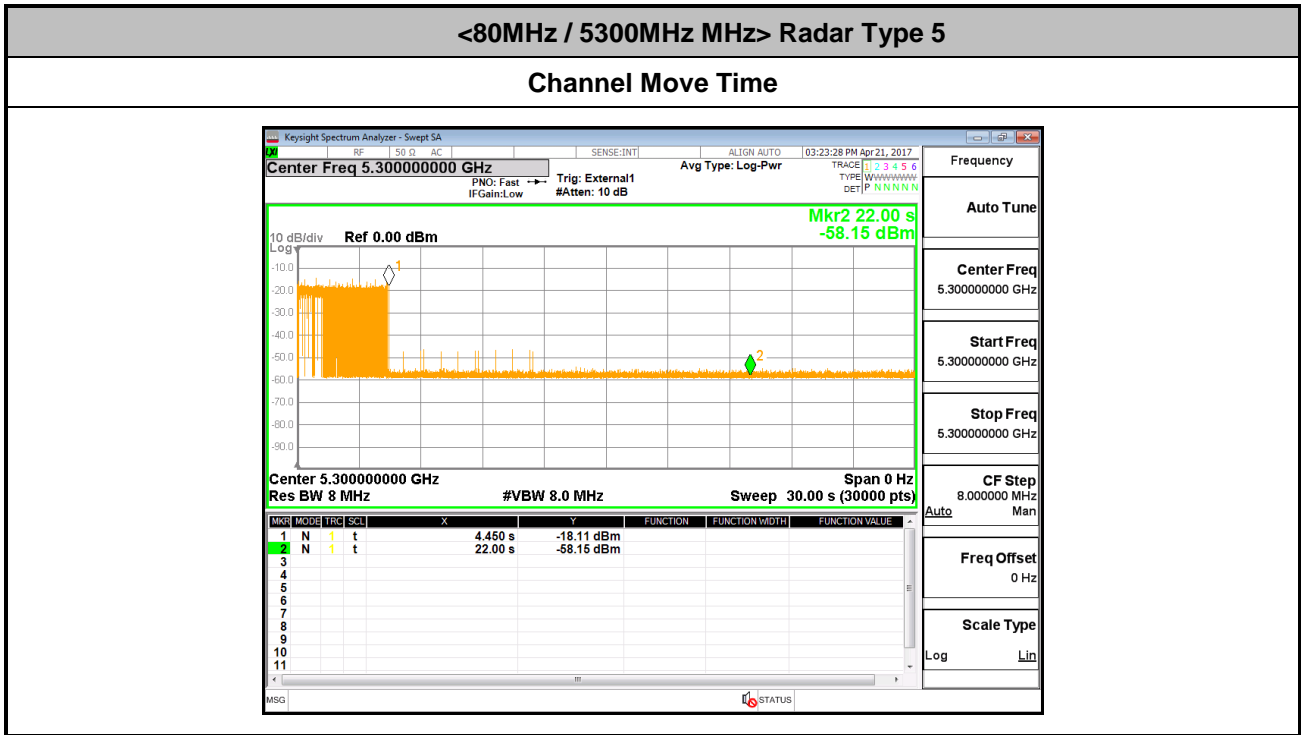 <80MHz / 5300MHz MHz> Radar Type 5
Channel Move Time
Keysight Spectrum Analyzer - Swept SA
LXI RF 50 Ω AC SENSE:INT ALIGN AUTO 03:23:28 PM Apr 21, 2017
Center Freq 5.300000000 GHz
PNO: Fast
IFGain:Low
Trig: External1
#Atten: 10 dB
Avg Type: Log-Pwr
TRACE 1 2 3 4 5 6
TYPE WWWWWWW
DET P N N N N N
Mkr2 22.00 s
-58.15 dBm
10 dB/div Ref 0.00 dBm
Log
-10.0
-20.0
-30.0
-40.0
-50.0
-60.0
-70.0
-80.0
-90.0
1
2
Center 5.300000000 GHz Span 0 Hz
Res BW 8 MHz #VBW 8.0 MHz Sweep 30.00 s (30000 pts)
MKR MODE TRC SCL X Y FUNCTION FUNCTION WIDTH FUNCTION VALUE
1 N 1 t 4.450 s -18.11 dBm
2 N 1 t 22.00 s -58.15 dBm
3
4
5
6
7
8
9
10
11
MSG STATUS
Frequency
Auto Tune
Center Freq
5.300000000 GHz
Start Freq
5.300000000 GHz
Stop Freq
5.300000000 GHz
CF Step
8.000000 MHz
Auto Man
Freq Offset
0 Hz
Scale Type
Log Lin